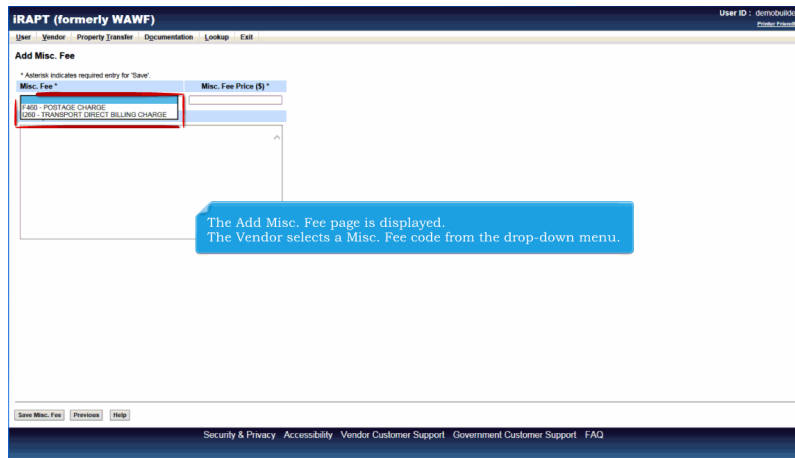 iRAPT (formerly WAWF)
User ID : demobuilde
Printer Friendl
User Vendor Property Transfer Documentation Lookup Exit
Add Misc. Fee
* Asterisk indicates required entry for 'Save'.
Misc. Fee * Misc. Fee Price ($) *
F460 - POSTAGE CHARGE
I260 - TRANSPORT DIRECT BILLING CHARGE
The Add Misc. Fee page is displayed.
The Vendor selects a Misc. Fee code from the drop-down menu.
Save Misc. Fee Previous Help
Security & Privacy Accessibility Vendor Customer Support Government Customer Support FAQ